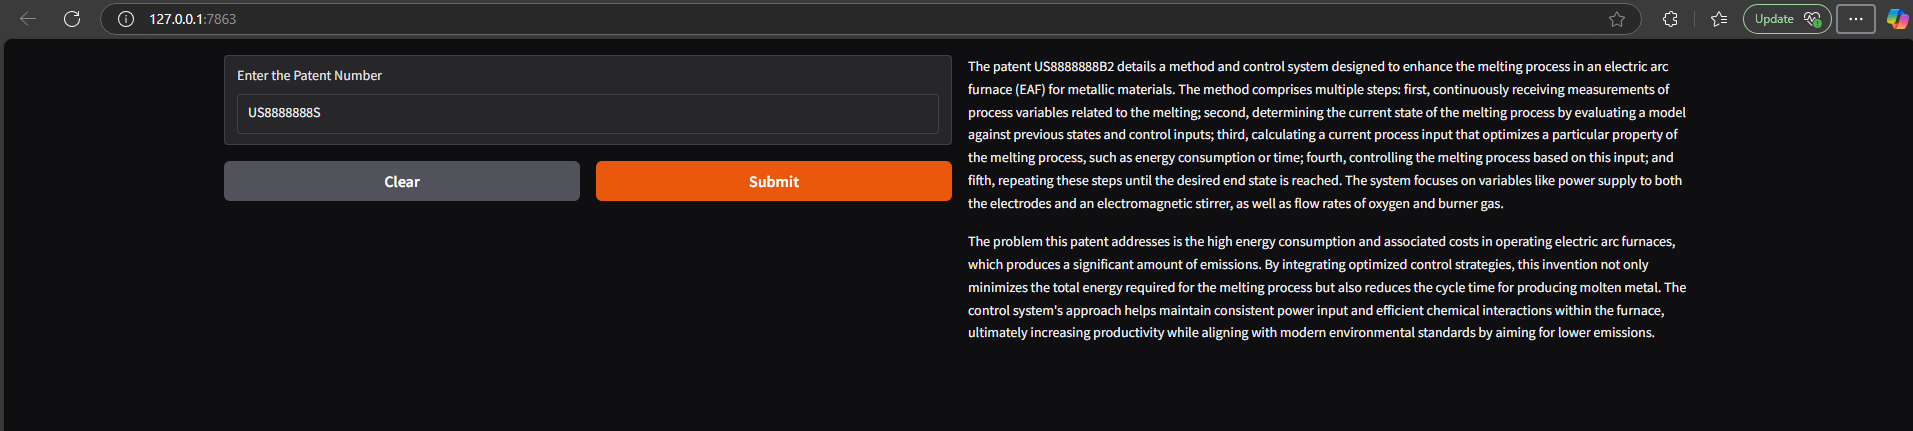 127.0.0.1:7863
Update
Enter the Patent Number
US8888888S
Clear
Submit
The patent US8888888B2 details a method and control system designed to enhance the melting process in an electric arc
furnace (EAF) for metallic materials. The method comprises multiple steps: first, continuously receiving measurements of
process variables related to the melting; second, determining the current state of the melting process by evaluating a model
against previous states and control inputs; third, calculating a current process input that optimizes a particular property of
the melting process, such as energy consumption or time; fourth, controlling the melting process based on this input; and
fifth, repeating these steps until the desired end state is reached. The system focuses on variables like power supply to both
the electrodes and an electromagnetic stirrer, as well as flow rates of oxygen and burner gas.
The problem this patent addresses is the high energy consumption and associated costs in operating electric arc furnaces,
which produces a significant amount of emissions. By integrating optimized control strategies, this invention not only
minimizes the total energy required for the melting process but also reduces the cycle time for producing molten metal. The
control system's approach helps maintain consistent power input and efficient chemical interactions within the furnace,
ultimately increasing productivity while aligning with modern environmental standards by aiming for lower emissions.